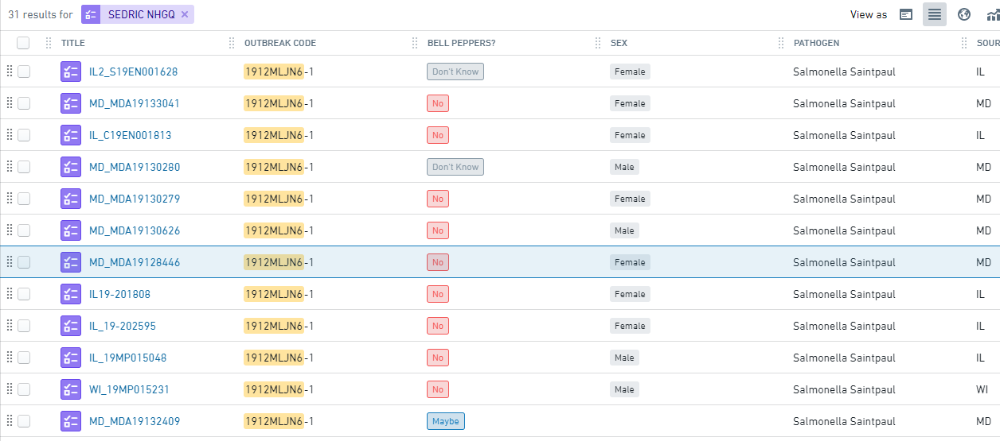 31 results for SEDRIC NHGQ × View as
TITLE OUTBREAK CODE BELL PEPPERS? SEX PATHOGEN SOUR
IL2_S19EN001628 1912MLJN6-1 Don't Know Female Salmonella Saintpaul IL
MD_MDA19133041 1912MLJN6-1 No Female Salmonella Saintpaul MD
IL_C19EN001813 1912MLJN6-1 No Female Salmonella Saintpaul IL
MD_MDA19130280 1912MLJN6-1 Don't Know Male Salmonella Saintpaul MD
MD_MDA19130279 1912MLJN6-1 No Female Salmonella Saintpaul MD
MD_MDA19130626 1912MLJN6-1 No Male Salmonella Saintpaul MD
MD_MDA19128446 1912MLJN6-1 No Female Salmonella Saintpaul MD
IL19-201808 1912MLJN6-1 No Female Salmonella Saintpaul IL
IL_19-202595 1912MLJN6-1 No Female Salmonella Saintpaul IL
IL_19MP015048 1912MLJN6-1 No Male Salmonella Saintpaul IL
WI_19MP015231 1912MLJN6-1 No Male Salmonella Saintpaul WI
MD_MDA19132409 1912MLJN6-1 Maybe Salmonella Saintpaul MD